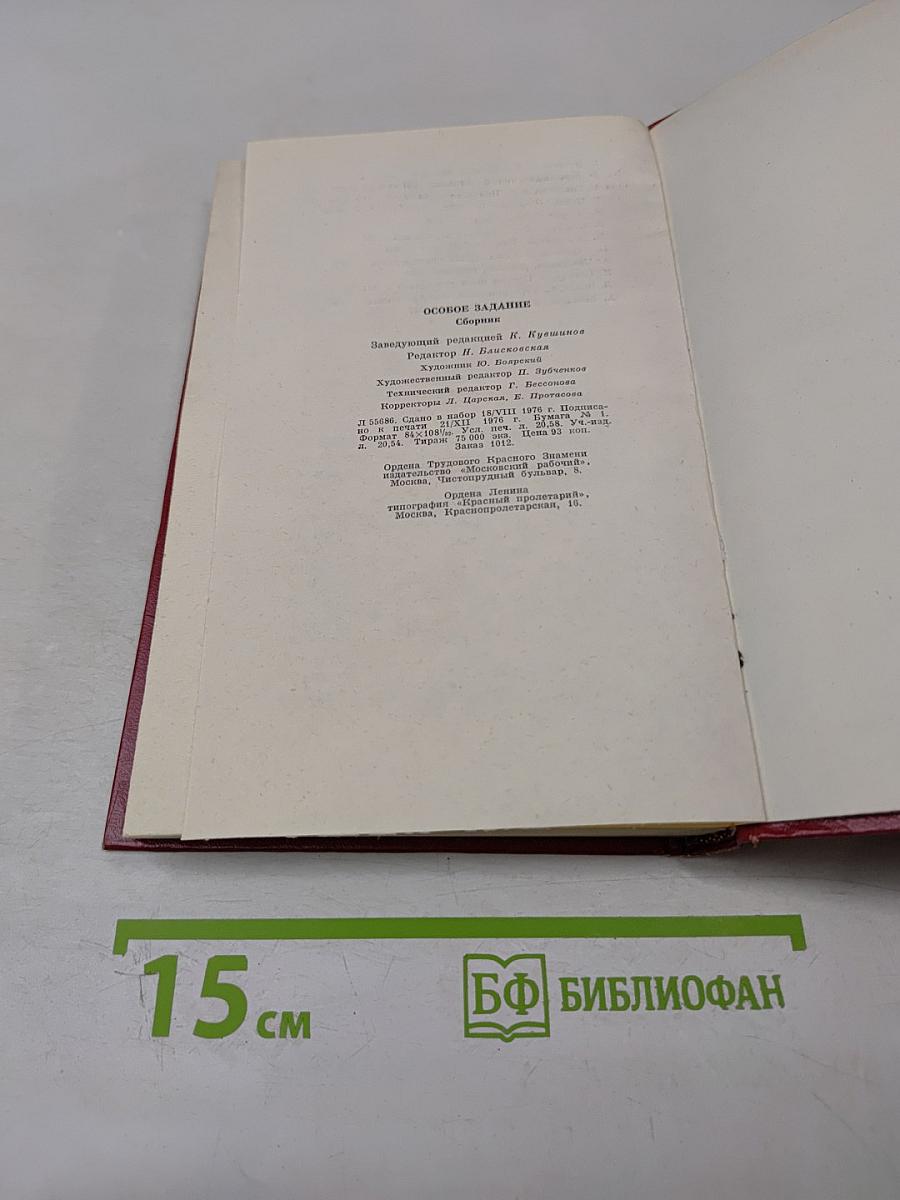 ОСОБОЕ ЗАДАНИЕ
Сборник
Заведующий редакцией К. Кувшинов
Редактор Н. Блисковская
Художник Ю. Боярский
Художественный редактор П. Зубченков
Технический редактор Г. Бессонова
Корректоры Л. Царская, Е. Протасова
Л 55686. Сдано в набор 18/VIII 1976 г. Подписа-
но к печати 21/XII 1976 г. Бумага № 1.
Формат 84×108¹/₃₂. Усл. печ. л. 20,58. Уч.-изд.
л. 20,54. Тираж 75 000 экз. Цена 93 коп.
Заказ 1012.
Ордена Трудового Красного Знамени
издательство «Московский рабочий»,
Москва, Чистопрудный бульвар, 8.
Ордена Ленина
типография «Красный пролетарий»,
Москва, Краснопролетарская, 16.
15 см
БФ БИБЛИОФАН